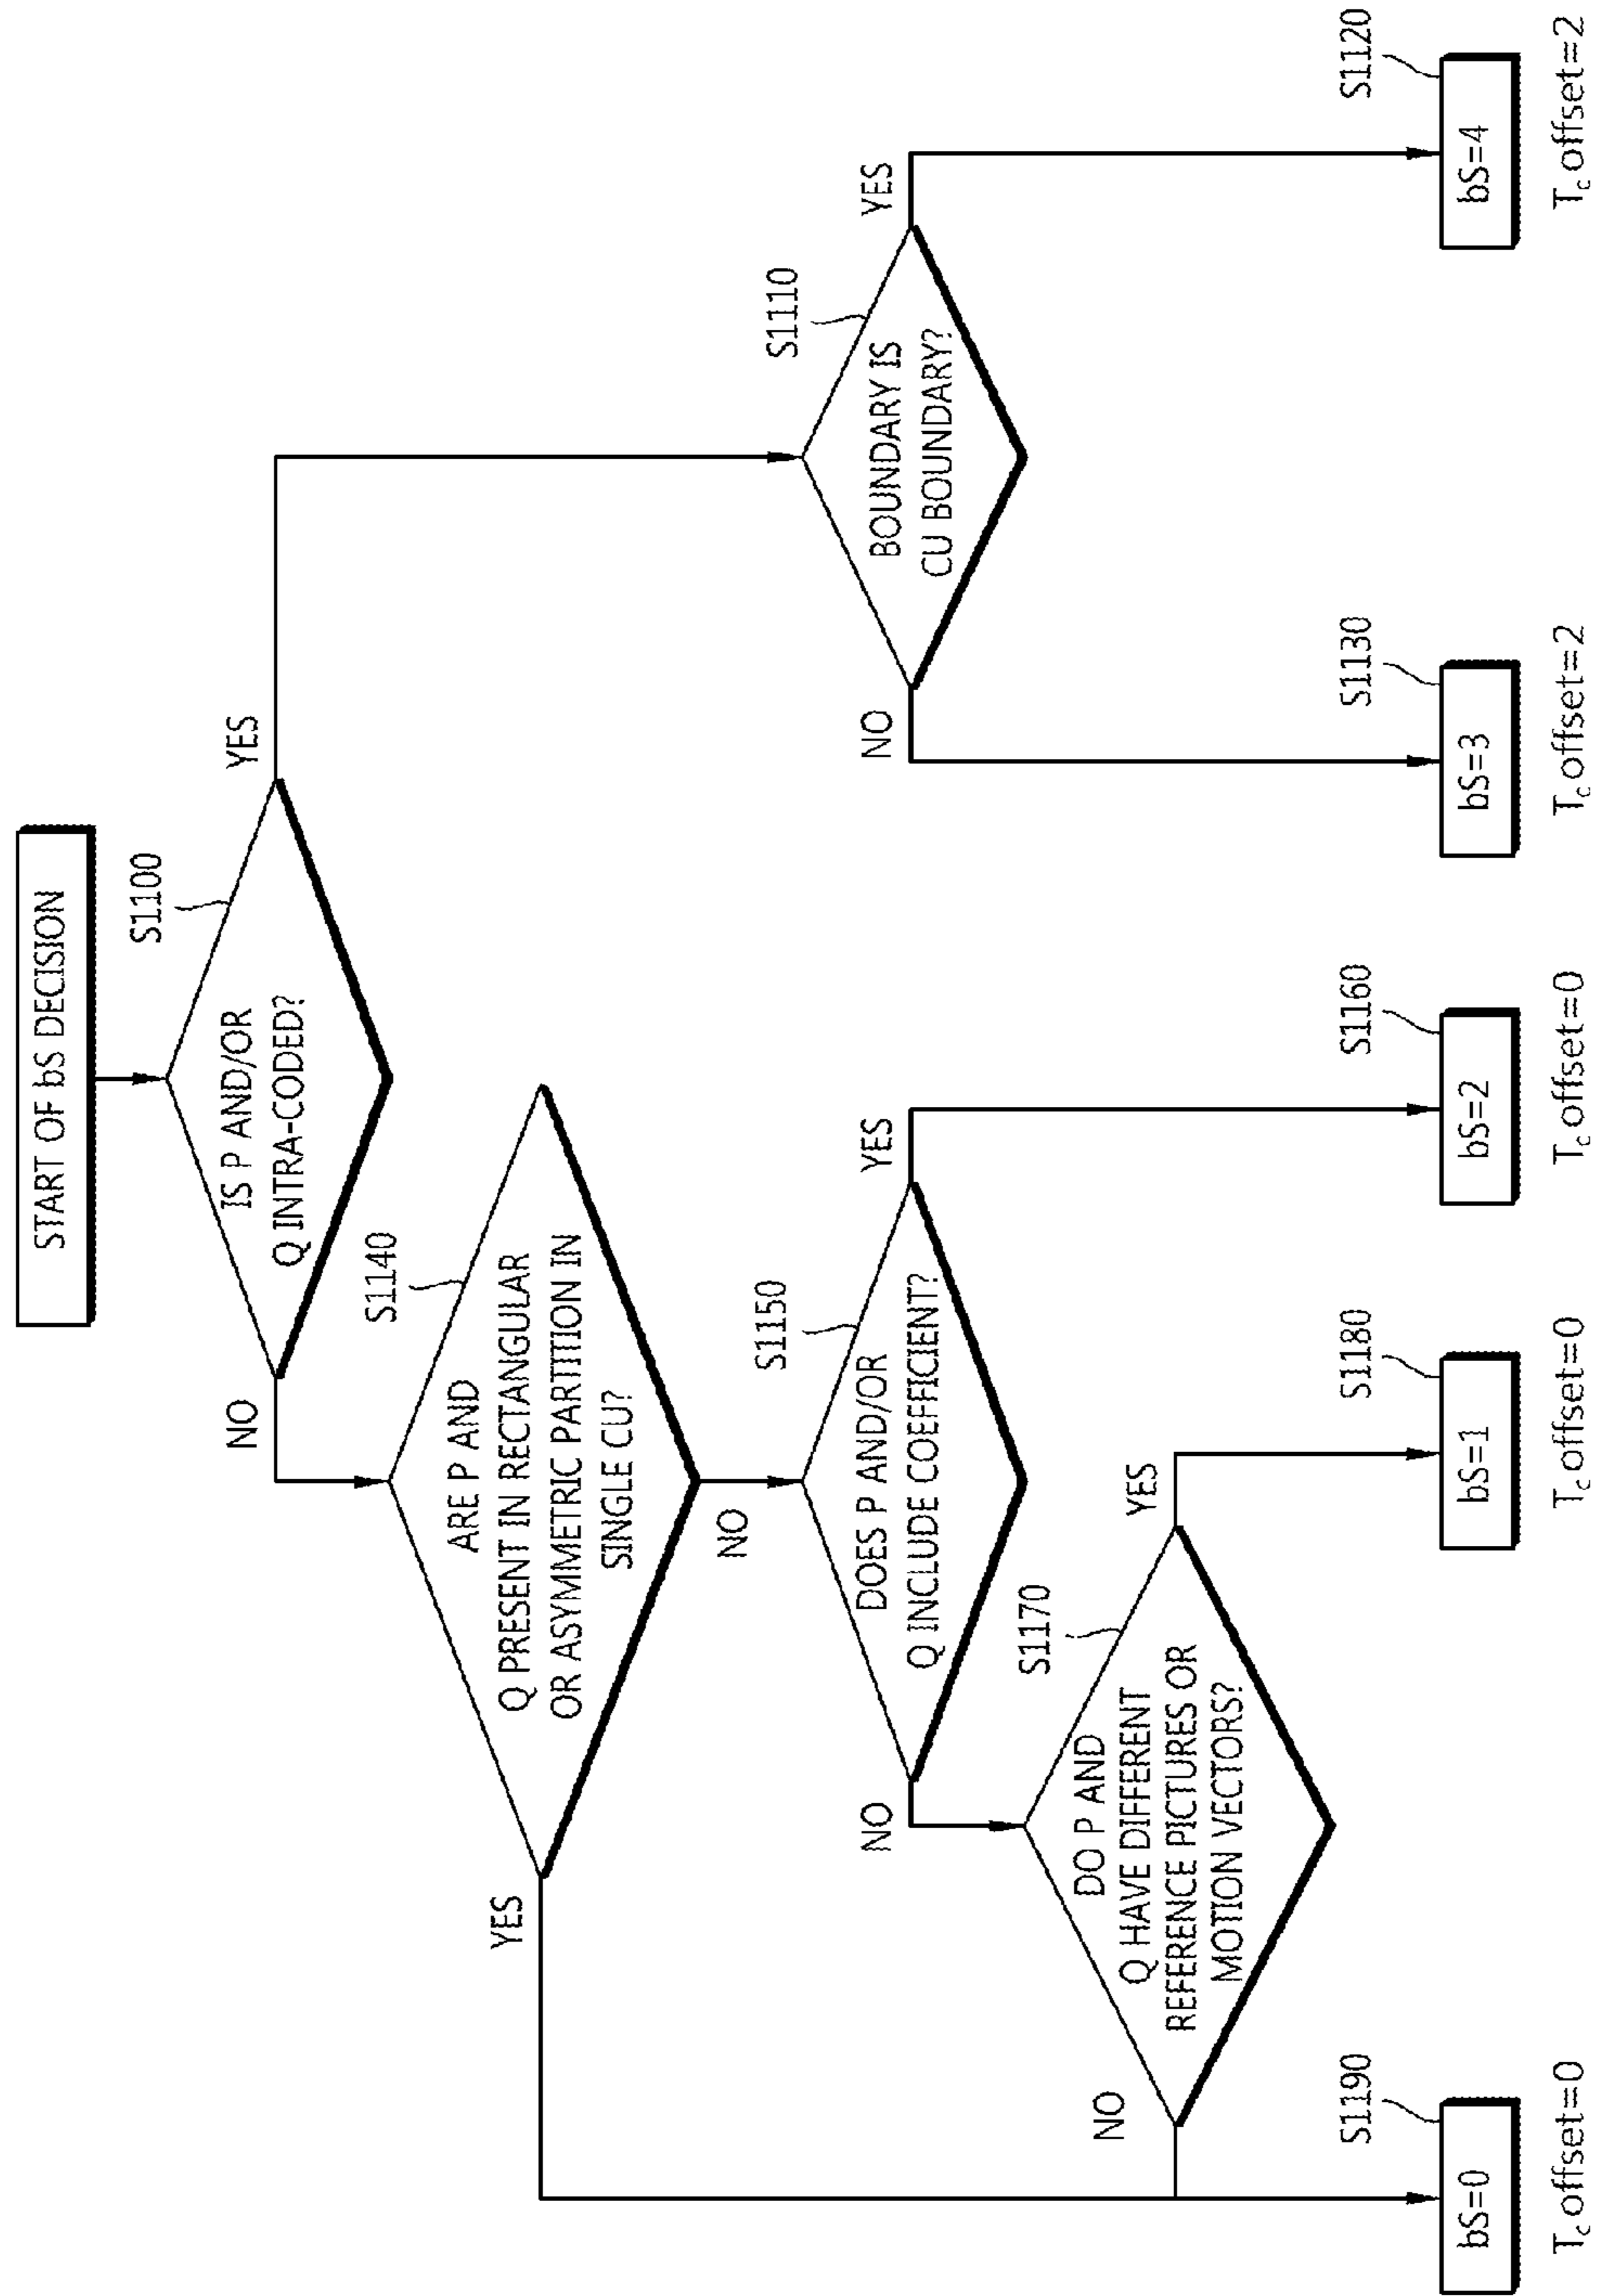 START OF bS DECISION
S1100
IS P AND/OR
Q INTRA-CODED?
NO
YES
S1140
ARE P AND
Q PRESENT IN RECTANGULAR
OR ASYMMETRIC PARTITION IN
SINGLE CU?
YES
NO
S1150
DOES P AND/OR
Q INCLUDE COEFFICIENT?
NO
YES
S1110
BOUNDARY IS
CU BOUNDARY?
NO
YES
S1170
DO P AND
Q HAVE DIFFERENT
REFERENCE PICTURES OR
MOTION VECTORS?
NO
YES
S1190
bS=0
Tc offset=0
S1180
bS=1
Tc offset=0
S1160
bS=2
Tc offset=0
S1130
bS=3
Tc offset=2
S1120
bS=4
Tc offset=2